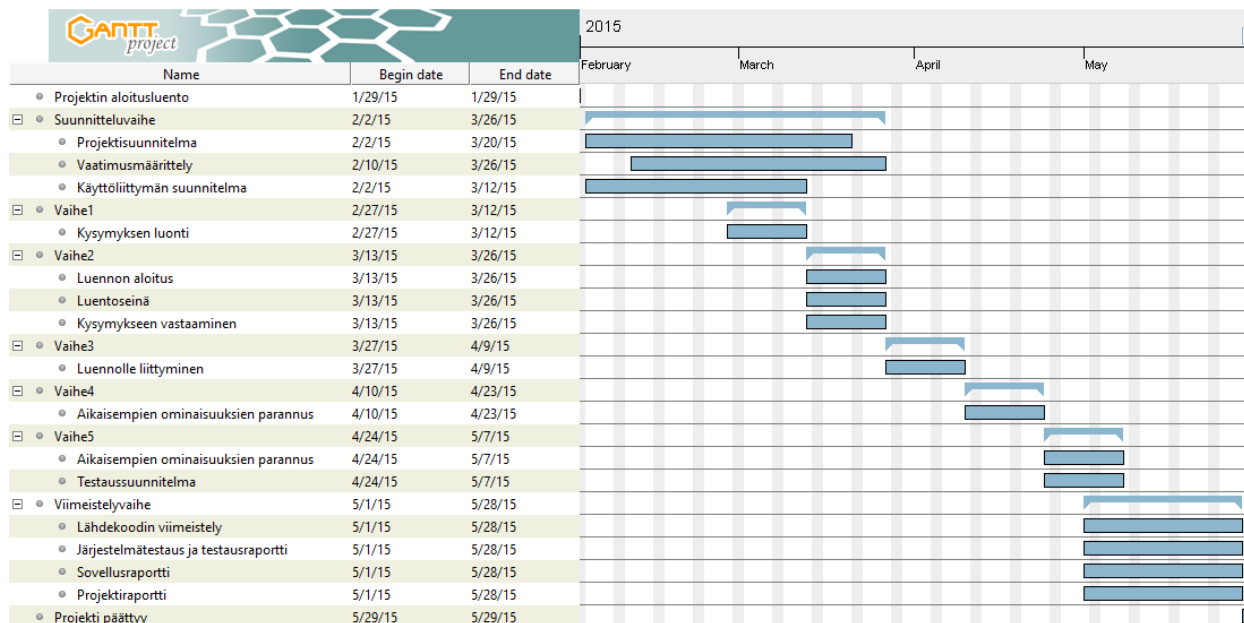 GANTT project
2015
February March April May
Name Begin date End date
Projektin aloitusluento 1/29/15 1/29/15
Suunnitteluvaihe 2/2/15 3/26/15
Projektisuunnitelma 2/2/15 3/20/15
Vaatimusmäärittely 2/10/15 3/26/15
Käyttöliittymän suunnitelma 2/2/15 3/12/15
Vaihe1 2/27/15 3/12/15
Kysymyksen luonti 2/27/15 3/12/15
Vaihe2 3/13/15 3/26/15
Luennon aloitus 3/13/15 3/26/15
Luentoseinä 3/13/15 3/26/15
Kysymykseen vastaaminen 3/13/15 3/26/15
Vaihe3 3/27/15 4/9/15
Luennolle liittyminen 3/27/15 4/9/15
Vaihe4 4/10/15 4/23/15
Aikaisempien ominaisuuksien parannus 4/10/15 4/23/15
Vaihe5 4/24/15 5/7/15
Aikaisempien ominaisuuksien parannus 4/24/15 5/7/15
Testaussuunnitelma 4/24/15 5/7/15
Viimeistelyvaihe 5/1/15 5/28/15
Lähdekoodin viimeistely 5/1/15 5/28/15
Järjestelmätestaus ja testausraportti 5/1/15 5/28/15
Sovellusraportti 5/1/15 5/28/15
Projektiraportti 5/1/15 5/28/15
Projekti päättyy 5/29/15 5/29/15